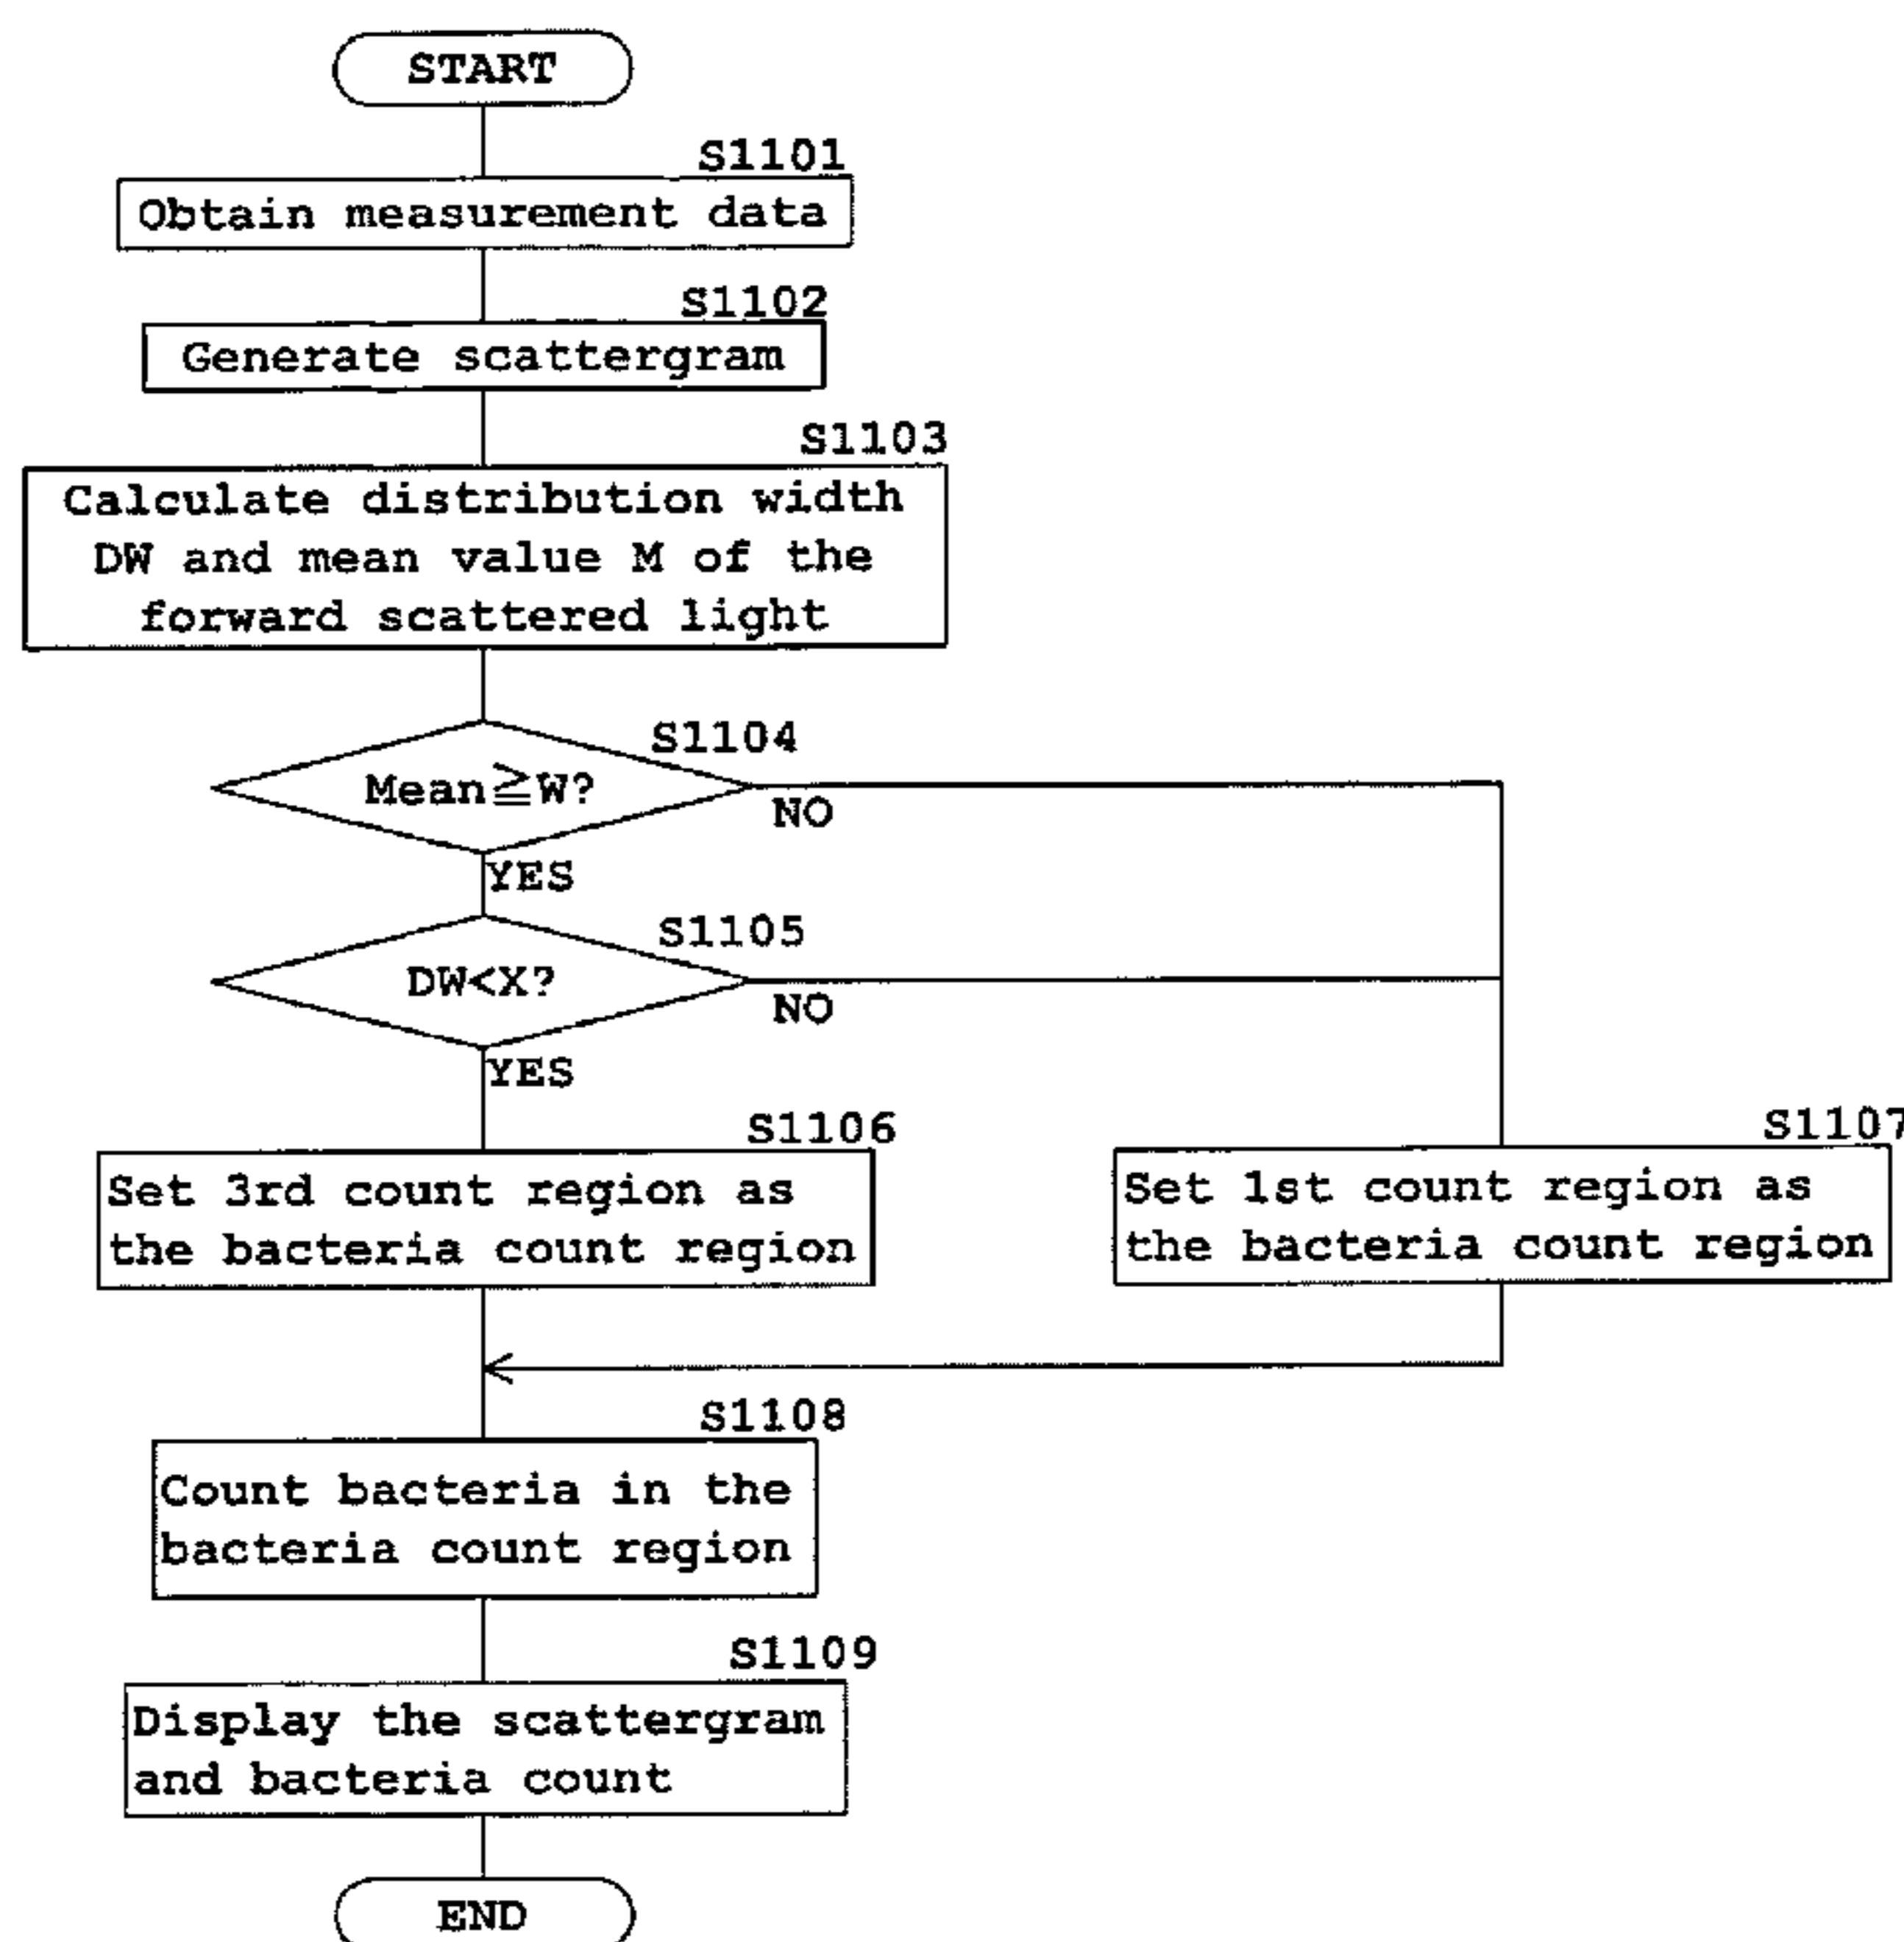 START
S1101
Obtain measurement data
S1102
Generate scattergram
S1103
Calculate distribution width
DW and mean value M of the
forward scattered light
S1104
Mean≧W?
NO
YES
S1105
DW<X?
NO
YES
S1106
Set 3rd count region as
the bacteria count region
S1107
Set 1st count region as
the bacteria count region
S1108
Count bacteria in the
bacteria count region
S1109
Display the scattergram
and bacteria count
END